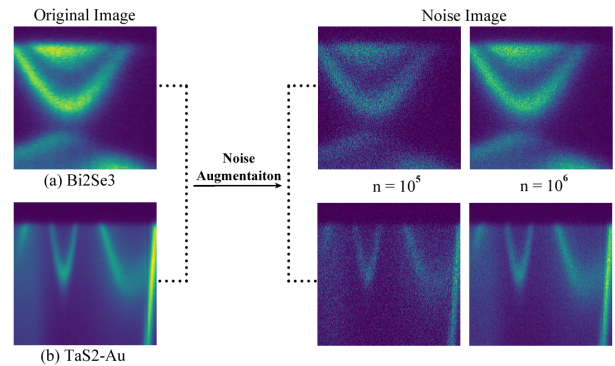 Original Image
Noise Image
Noise
Augmentaiton
(a) Bi2Se3
n = 10^5
n = 10^6
(b) TaS2-Au